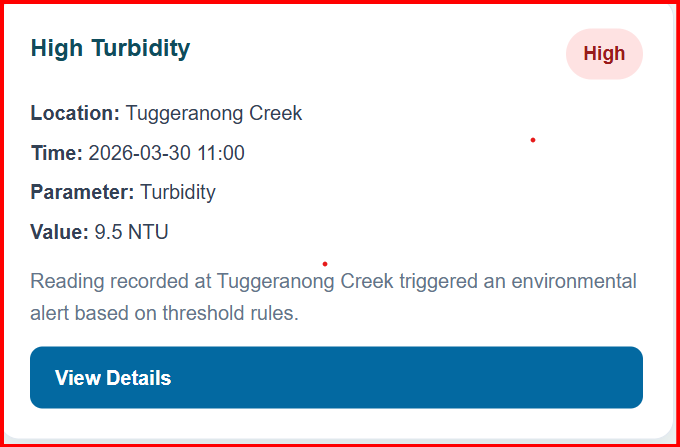 High Turbidity
High
Location: Tuggeranong Creek
Time: 2026-03-30 11:00
Parameter: Turbidity
Value: 9.5 NTU
Reading recorded at Tuggeranong Creek triggered an environmental
alert based on threshold rules.
View Details